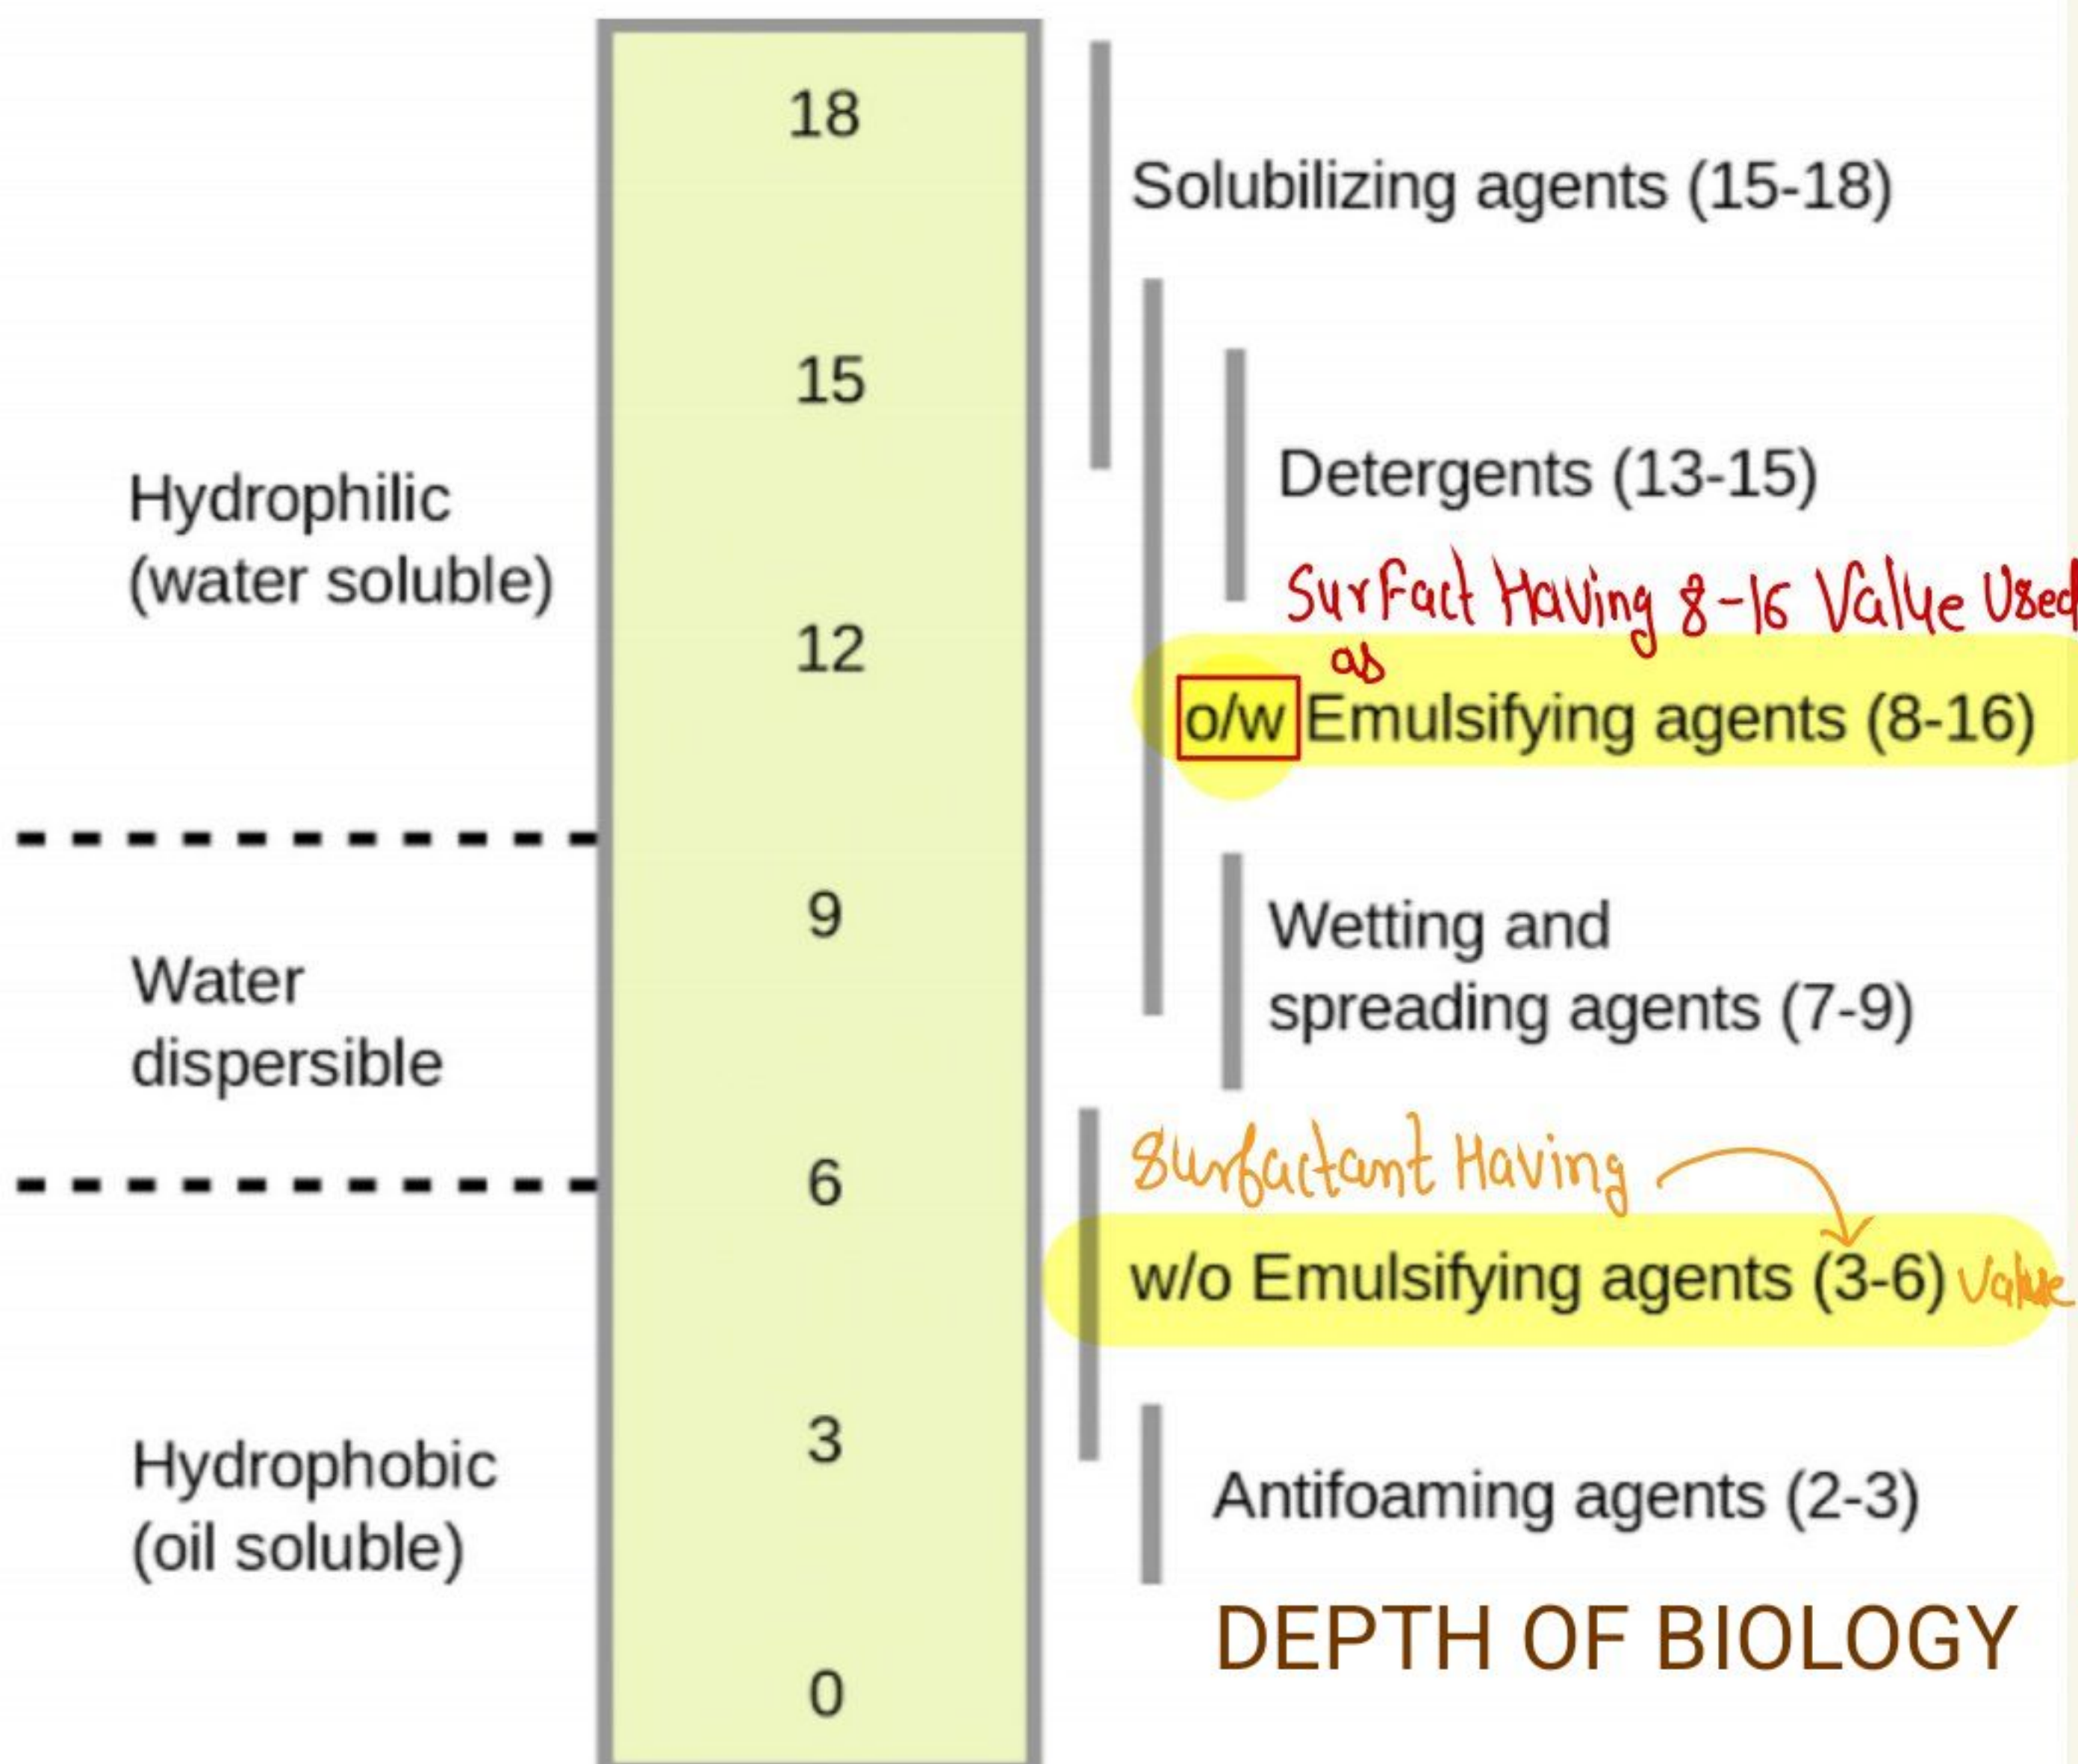 18
Solubilizing agents (15-18)
15
Hydrophilic
(water soluble)
Detergents (13-15)
SurFact Having 8-16 Value Used
as
12
o/w Emulsifying agents (8-16)
9
Wetting and
spreading agents (7-9)
Water
dispersible
6
Surfactant Having
w/o Emulsifying agents (3-6) Value
3
Hydrophobic
(oil soluble)
Antifoaming agents (2-3)
DEPTH OF BIOLOGY
0